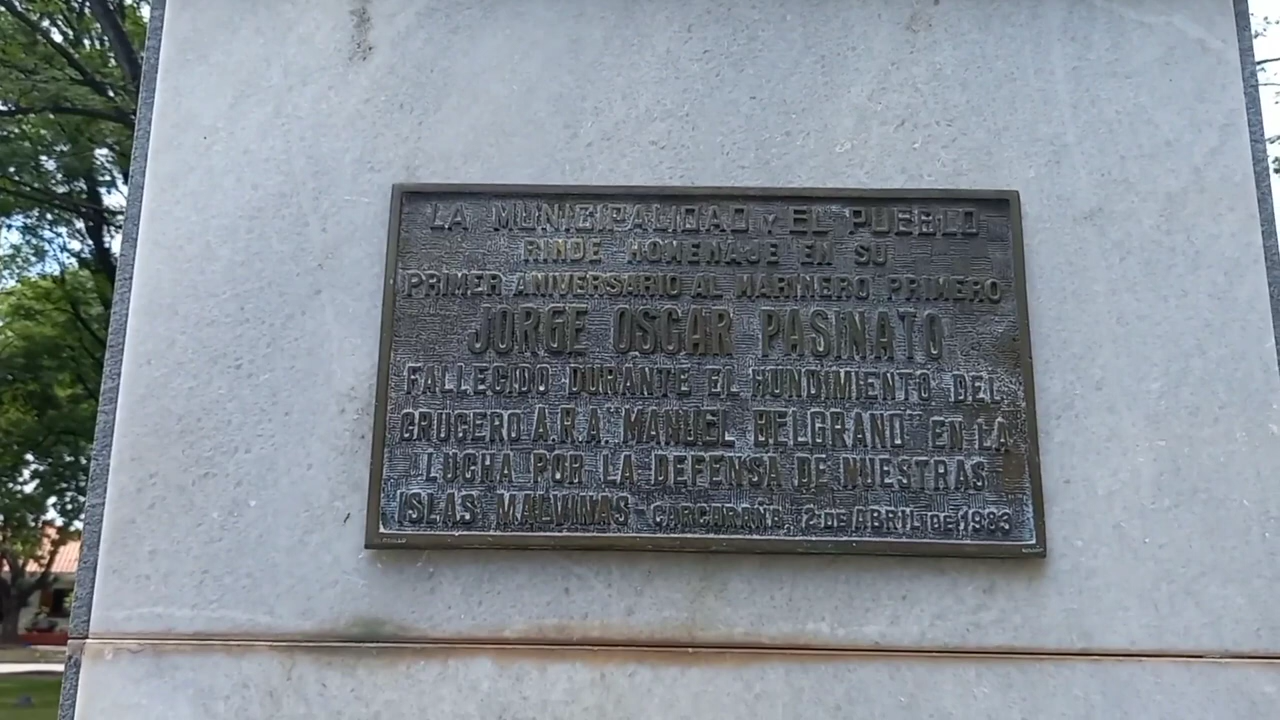 LA MUNICIPALIDAD Y EL PUEBLO
RINDE HOMENAJE EN SU
PRIMER ANIVERSARIO AL MARINERO PRIMERO
JORGE OSCAR PASINATO
FALLECIDO DURANTE EL HUNDIMIENTO DEL
CRUCERO A.R.A. "MANUEL BELGRANO" EN LA
LUCHA POR LA DEFENSA DE NUESTRAS
ISLAS MALVINAS CARCARAÑA, 2 DE ABRIL DE 1983